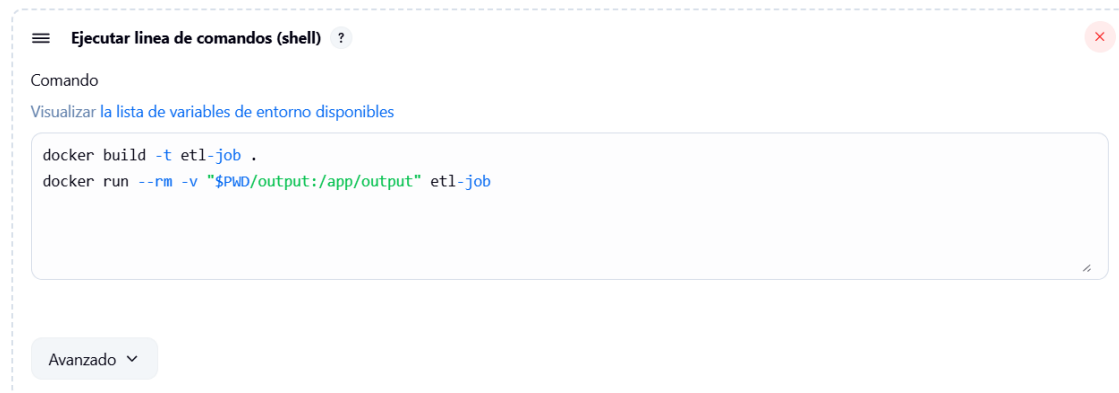 Ejecutar linea de comandos (shell) ?
Comando
Visualizar la lista de variables de entorno disponibles
docker build -t etl-job .
docker run --rm -v "$PWD/output:/app/output" etl-job
Avanzado